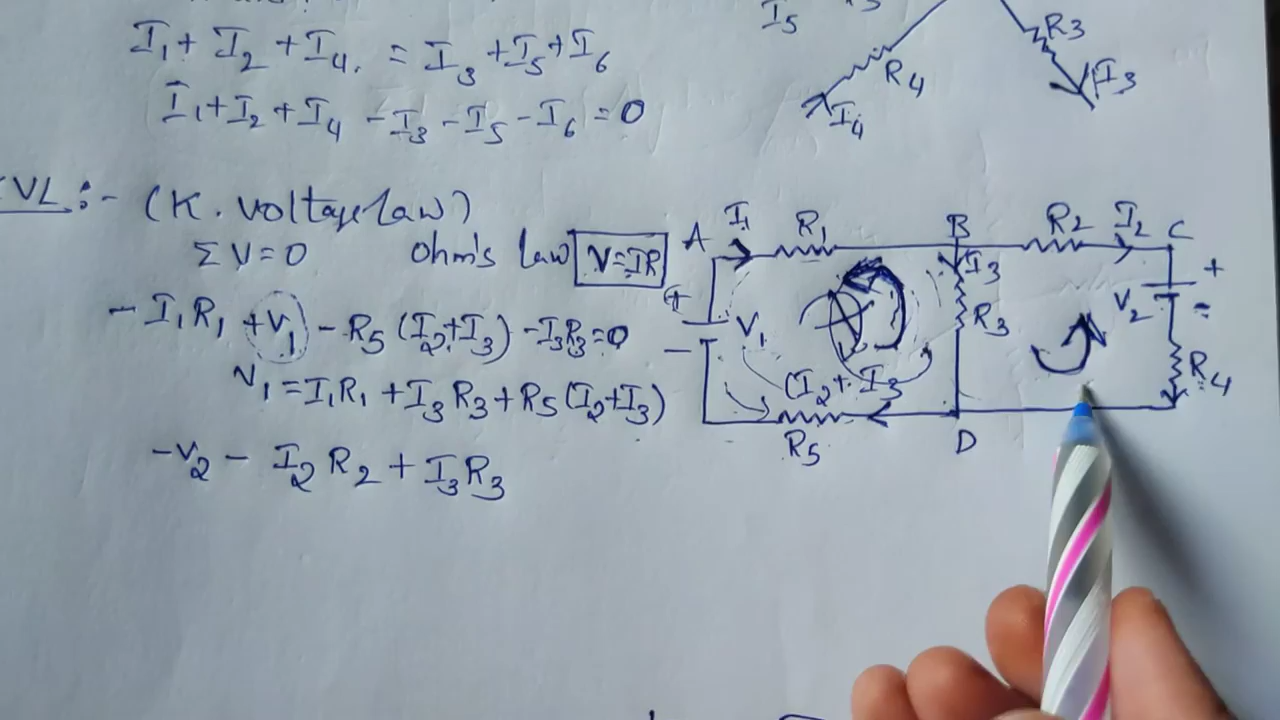 I₁ + I₂ + I₄. = I₃ + I₅ + I₆
I₁ + I₂ + I₄ - I₃ - I₅ - I₆ = 0
I₅
R₄
I₄
R₃
I₃
VL :- (K. voltage law)
Σ V = 0 ohm's law V = IR
- I₁R₁ + V₁ - R₅ (I₂ + I₃) - I₃R₃ = 0
V₁ = I₁R₁ + I₃R₃ + R₅ (I₂ + I₃)
- V₂ - I₂R₂ + I₃R₃
A I₁ R₁ B R₂ I₂ C
+ V₁ -
I₃
R₃
V₂ + -
R₄
(I₂ + I₃
R₅
D